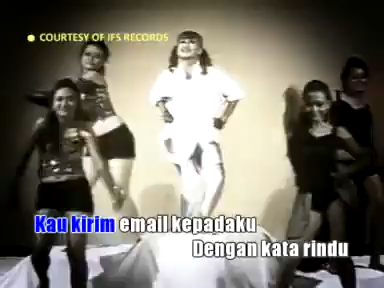 COURTESY OF IFS RECORDS
Kau kirim email kepadaku
Dengan kata rindu